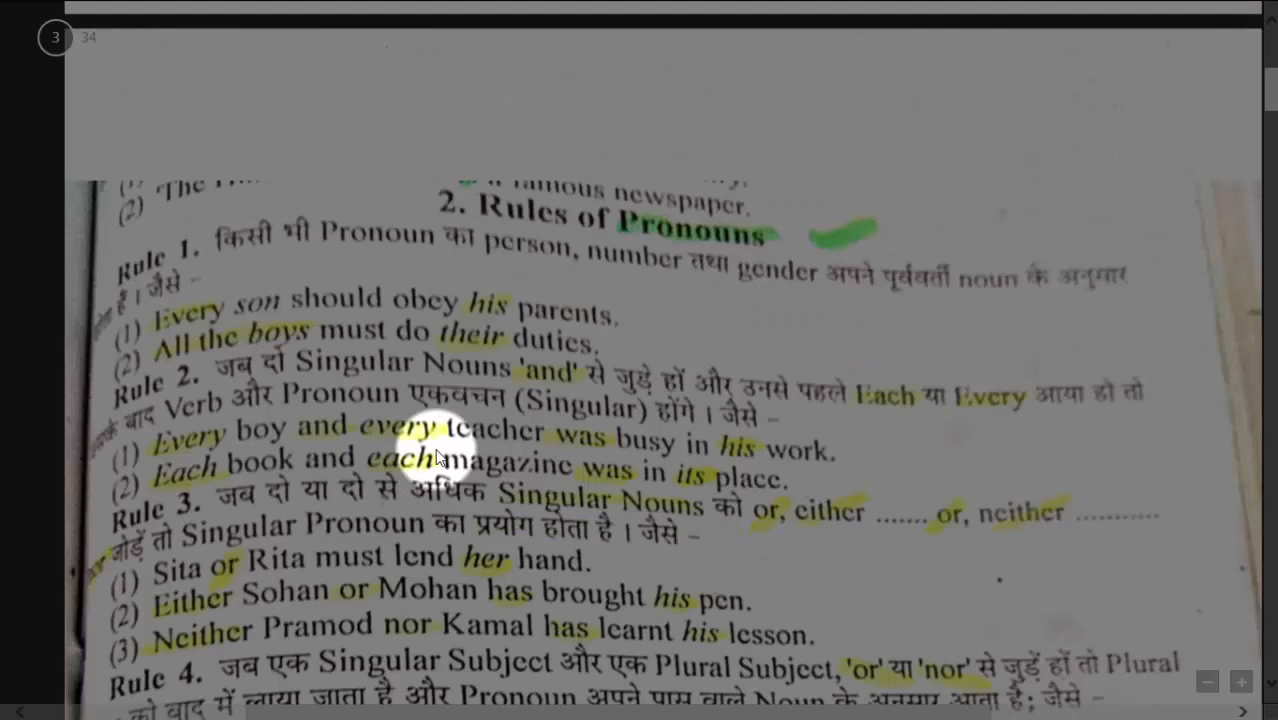 3 34
famous newspaper.
(2) The
2. Rules of Pronouns
Rule 1. किसी भी Pronoun का person, number तथा gender अपने पूर्ववर्ती noun के अनुसार
होता है। जैसे –
(1) Every son should obey his parents.
(2) All the boys must do their duties.
Rule 2. जब दो Singular Nouns 'and' से जुड़े हों और उनसे पहले Each या Every आया हो तो
बाद Verb और Pronoun एकवचन (Singular) होंगे। जैसे –
(1) Every boy and every teacher was busy in his work.
(2) Each book and each magazine was in its place.
Rule 3. जब दो या दो से अधिक Singular Nouns को or, either ....... or, neither ...........
nor जोड़ें तो Singular Pronoun का प्रयोग होता है। जैसे –
(1) Sita or Rita must lend her hand.
(2) Either Sohan or Mohan has brought his pen.
(3) Neither Pramod nor Kamal has learnt his lesson.
Rule 4. जब एक Singular Subject और एक Plural Subject, 'or' या 'nor' से जुड़ें हों तो Plural
को बाद में लाया जाता है और Pronoun अपने पास वाले Noun के अनुसार आता है; जैसे –